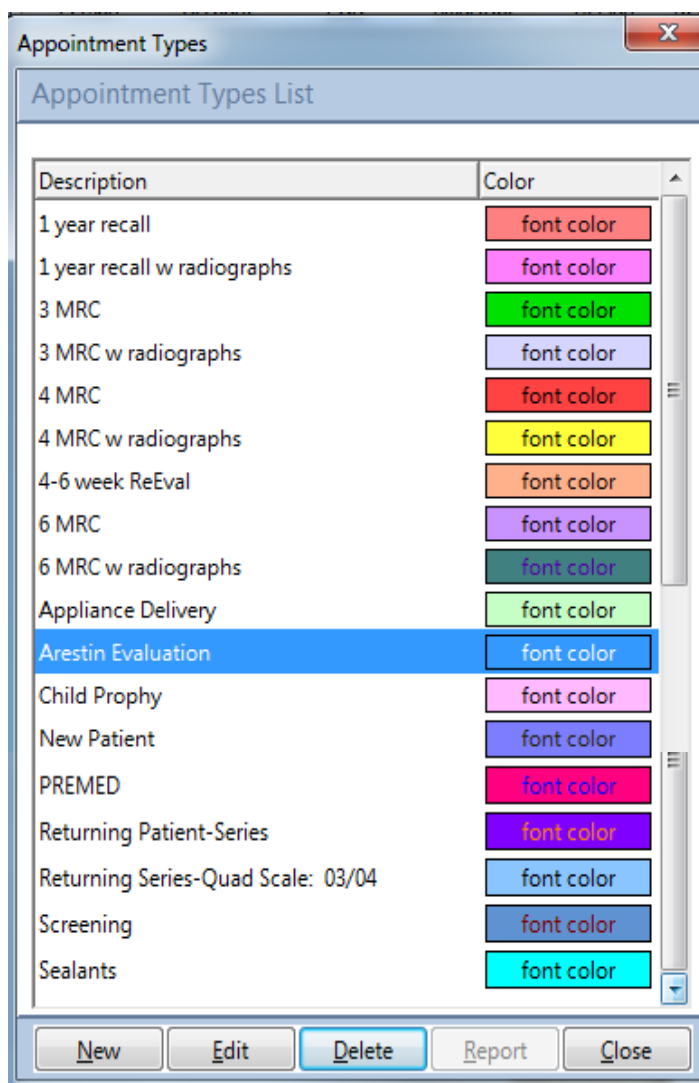 Appointment Types
Appointment Types List
Description Color
1 year recall font color
1 year recall w radiographs font color
3 MRC font color
3 MRC w radiographs font color
4 MRC font color
4 MRC w radiographs font color
4-6 week ReEval font color
6 MRC font color
6 MRC w radiographs font color
Appliance Delivery font color
Arestin Evaluation font color
Child Prophy font color
New Patient font color
PREMED font color
Returning Patient-Series font color
Returning Series-Quad Scale: 03/04 font color
Screening font color
Sealants font color
New Edit Delete Report Close